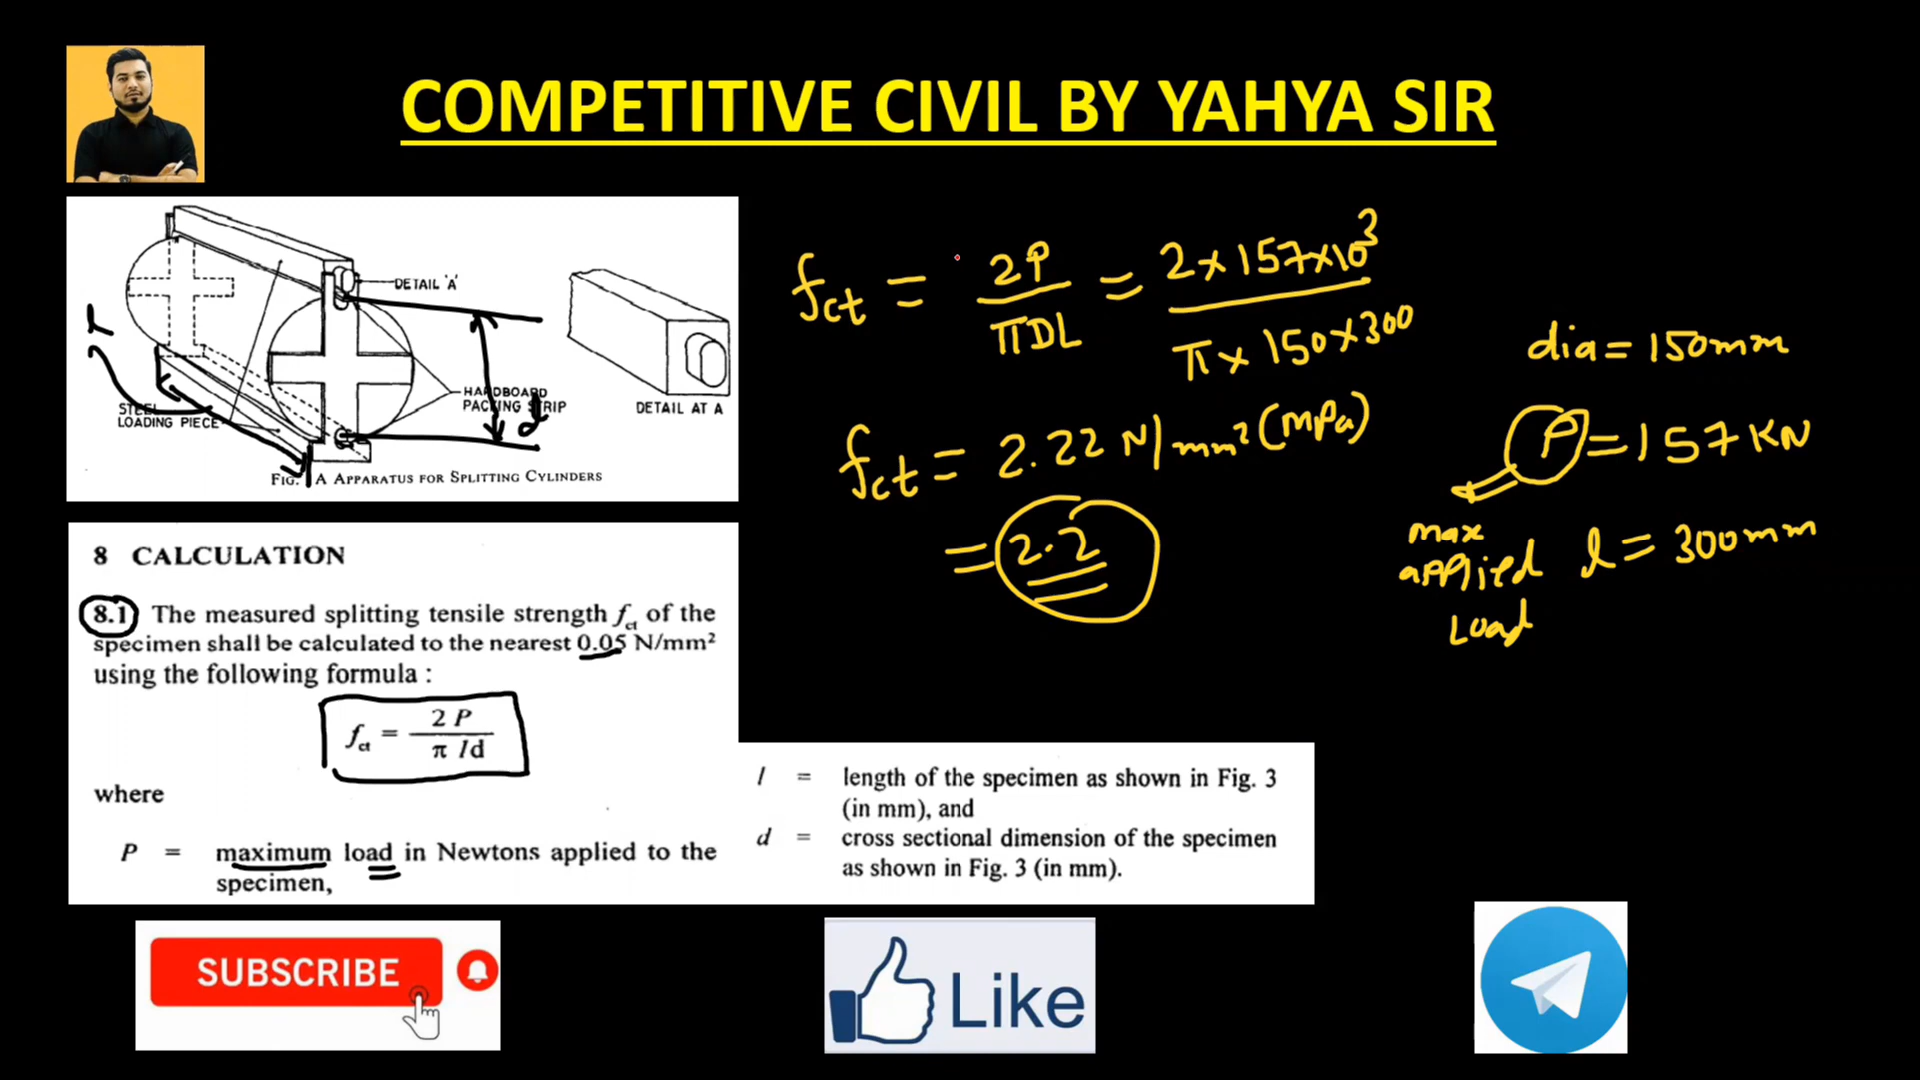 COMPETITIVE CIVIL BY YAHYA SIR
DETAIL 'A'
HARDBOARD
PACKING STRIP
d
STEEL
LOADING PIECE
DETAIL AT A
FIG. A APPARATUS FOR SPLITTING CYLINDERS
fct = 2P / πDL = 2 × 157 × 10³ / π × 150 × 300
fct = 2.22 N/mm² (MPa)
= 2.2
dia = 150mm
P = 157 KN
max
applied
Load
l = 300mm
8 CALCULATION
8.1 The measured splitting tensile strength fct of the
specimen shall be calculated to the nearest 0.05 N/mm²
using the following formula :
fct = 2 P / π ld
where
P = maximum load in Newtons applied to the
specimen,
l = length of the specimen as shown in Fig. 3
(in mm), and
d = cross sectional dimension of the specimen
as shown in Fig. 3 (in mm).
SUBSCRIBE
Like